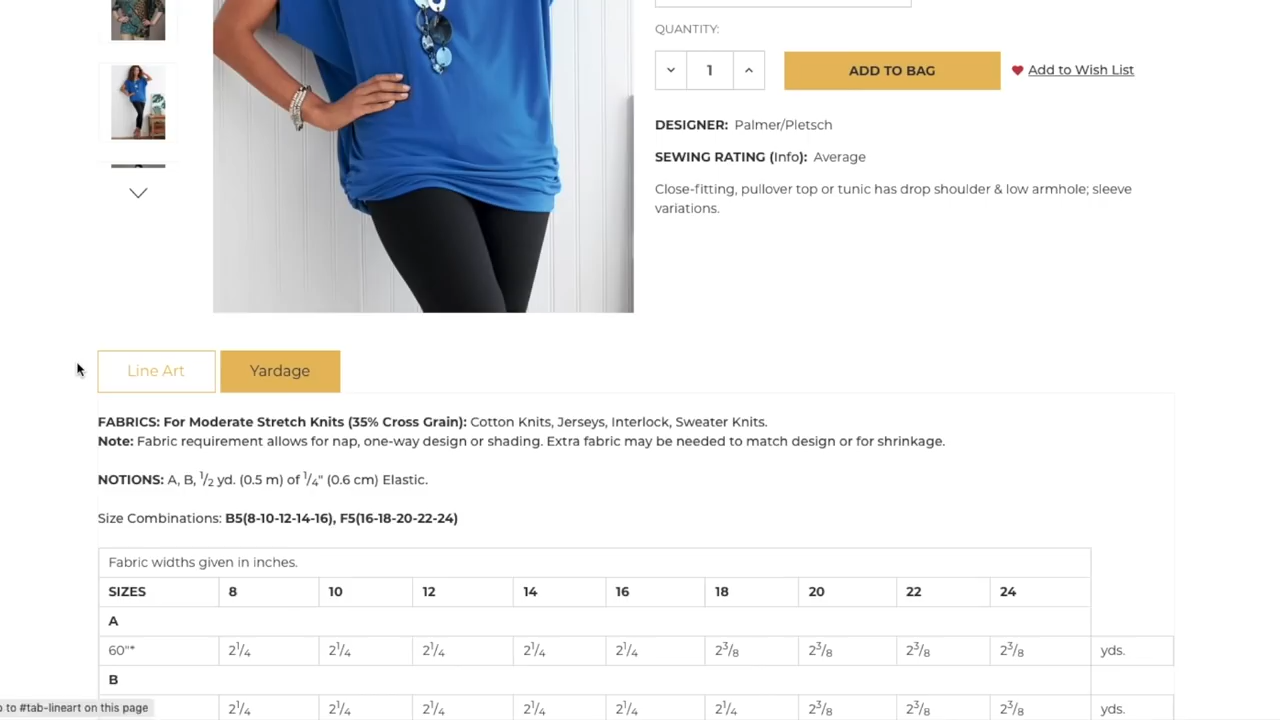 QUANTITY:
1
ADD TO BAG
Add to Wish List
DESIGNER: Palmer/Pletsch
SEWING RATING (Info): Average
Close-fitting, pullover top or tunic has drop shoulder & low armhole; sleeve
variations.
Line Art
Yardage
FABRICS: For Moderate Stretch Knits (35% Cross Grain): Cotton Knits, Jerseys, Interlock, Sweater Knits.
Note: Fabric requirement allows for nap, one-way design or shading. Extra fabric may be needed to match design or for shrinkage.
NOTIONS: A, B, 1/2 yd. (0.5 m) of 1/4" (0.6 cm) Elastic.
Size Combinations: B5(8-10-12-14-16), F5(16-18-20-22-24)
Fabric widths given in inches.
SIZES 8 10 12 14 16 18 20 22 24
A
60"* 2 1/4 2 1/4 2 1/4 2 1/4 2 1/4 2 3/8 2 3/8 2 3/8 2 3/8 yds.
B
2 1/4 2 1/4 2 1/4 2 1/4 2 1/4 2 1/4 2 3/8 2 3/8 2 3/8 yds.
to #tab-lineart on this page